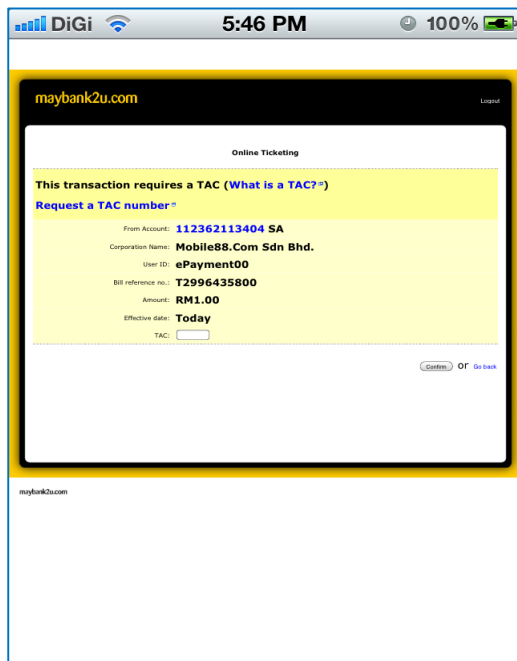 DiGi 5:46 PM 100%
maybank2u.com
Logout
Online Ticketing
This transaction requires a TAC (What is a TAC?)
Request a TAC number
From Account: 112362113404 SA
Corporation Name: Mobile88.Com Sdn Bhd.
User ID: ePayment00
Bill reference no.: T2996435800
Amount: RM1.00
Effective date: Today
TAC:
Confirm or Go back
maybank2u.com